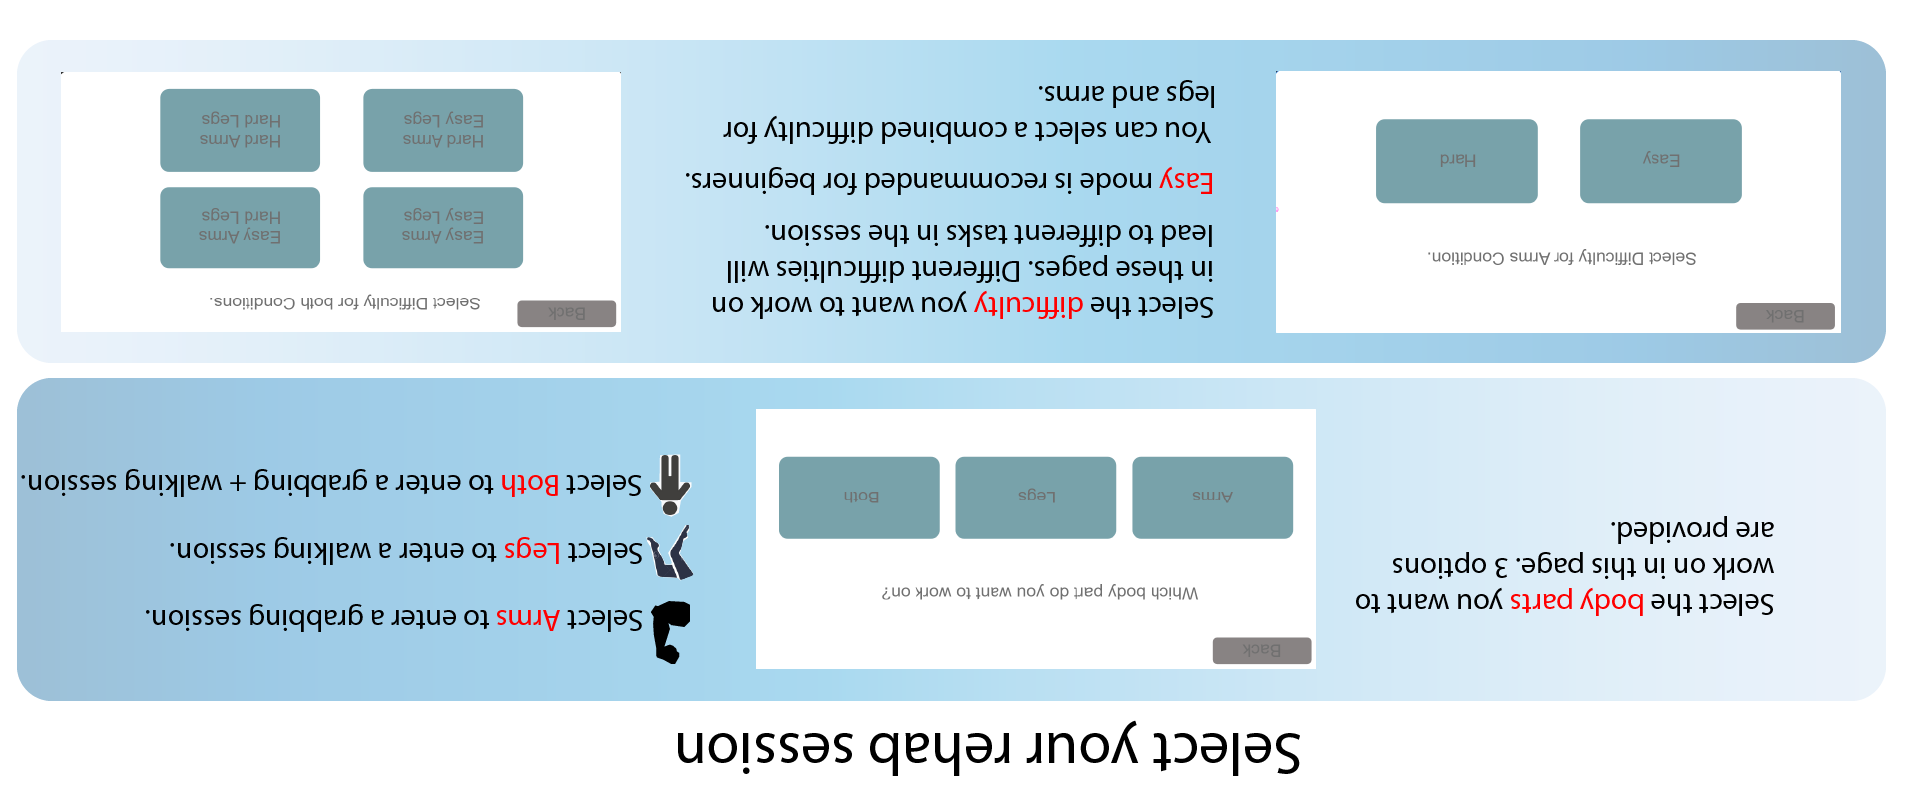 Select your rehab session
Select the body parts you want to
work on in this page. 3 options
are provided.
Back
Which body part do you want to work on?
Arms
Legs
Both
Select Arms to enter a grabbing session.
Select Legs to enter a walking session.
Select Both to enter a grabbing + walking session.
Back
Select Difficulty for Arms Condition.
Easy
Hard
Select the difficulty you want to work on
in these pages. Different difficulties will
lead to different tasks in the session.
Easy mode is recommanded for beginners.
You can select a combined difficulty for
legs and arms.
Back
Select Difficulty for both Conditions.
Easy Arms
Easy Legs
Easy Arms
Hard Legs
Hard Arms
Easy Legs
Hard Arms
Hard Legs